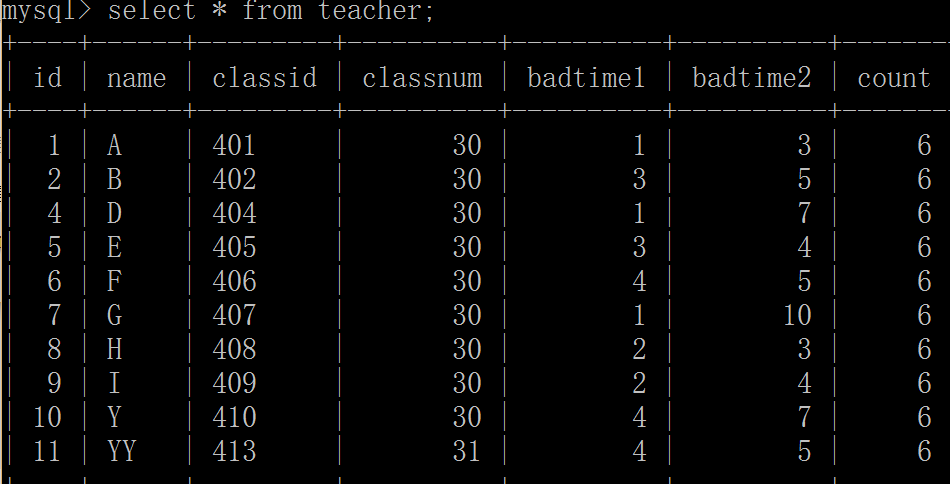 mysql> select * from teacher;
+----+------+---------+----------+----------+----------+-------
| id | name | classid | classnum | badtime1 | badtime2 | count
+----+------+---------+----------+----------+----------+-------
| 1 | A | 401 | 30 | 1 | 3 | 6
| 2 | B | 402 | 30 | 3 | 5 | 6
| 4 | D | 404 | 30 | 1 | 7 | 6
| 5 | E | 405 | 30 | 3 | 4 | 6
| 6 | F | 406 | 30 | 4 | 5 | 6
| 7 | G | 407 | 30 | 1 | 10 | 6
| 8 | H | 408 | 30 | 2 | 3 | 6
| 9 | I | 409 | 30 | 2 | 4 | 6
| 10 | Y | 410 | 30 | 4 | 7 | 6
| 11 | YY | 413 | 31 | 4 | 5 | 6